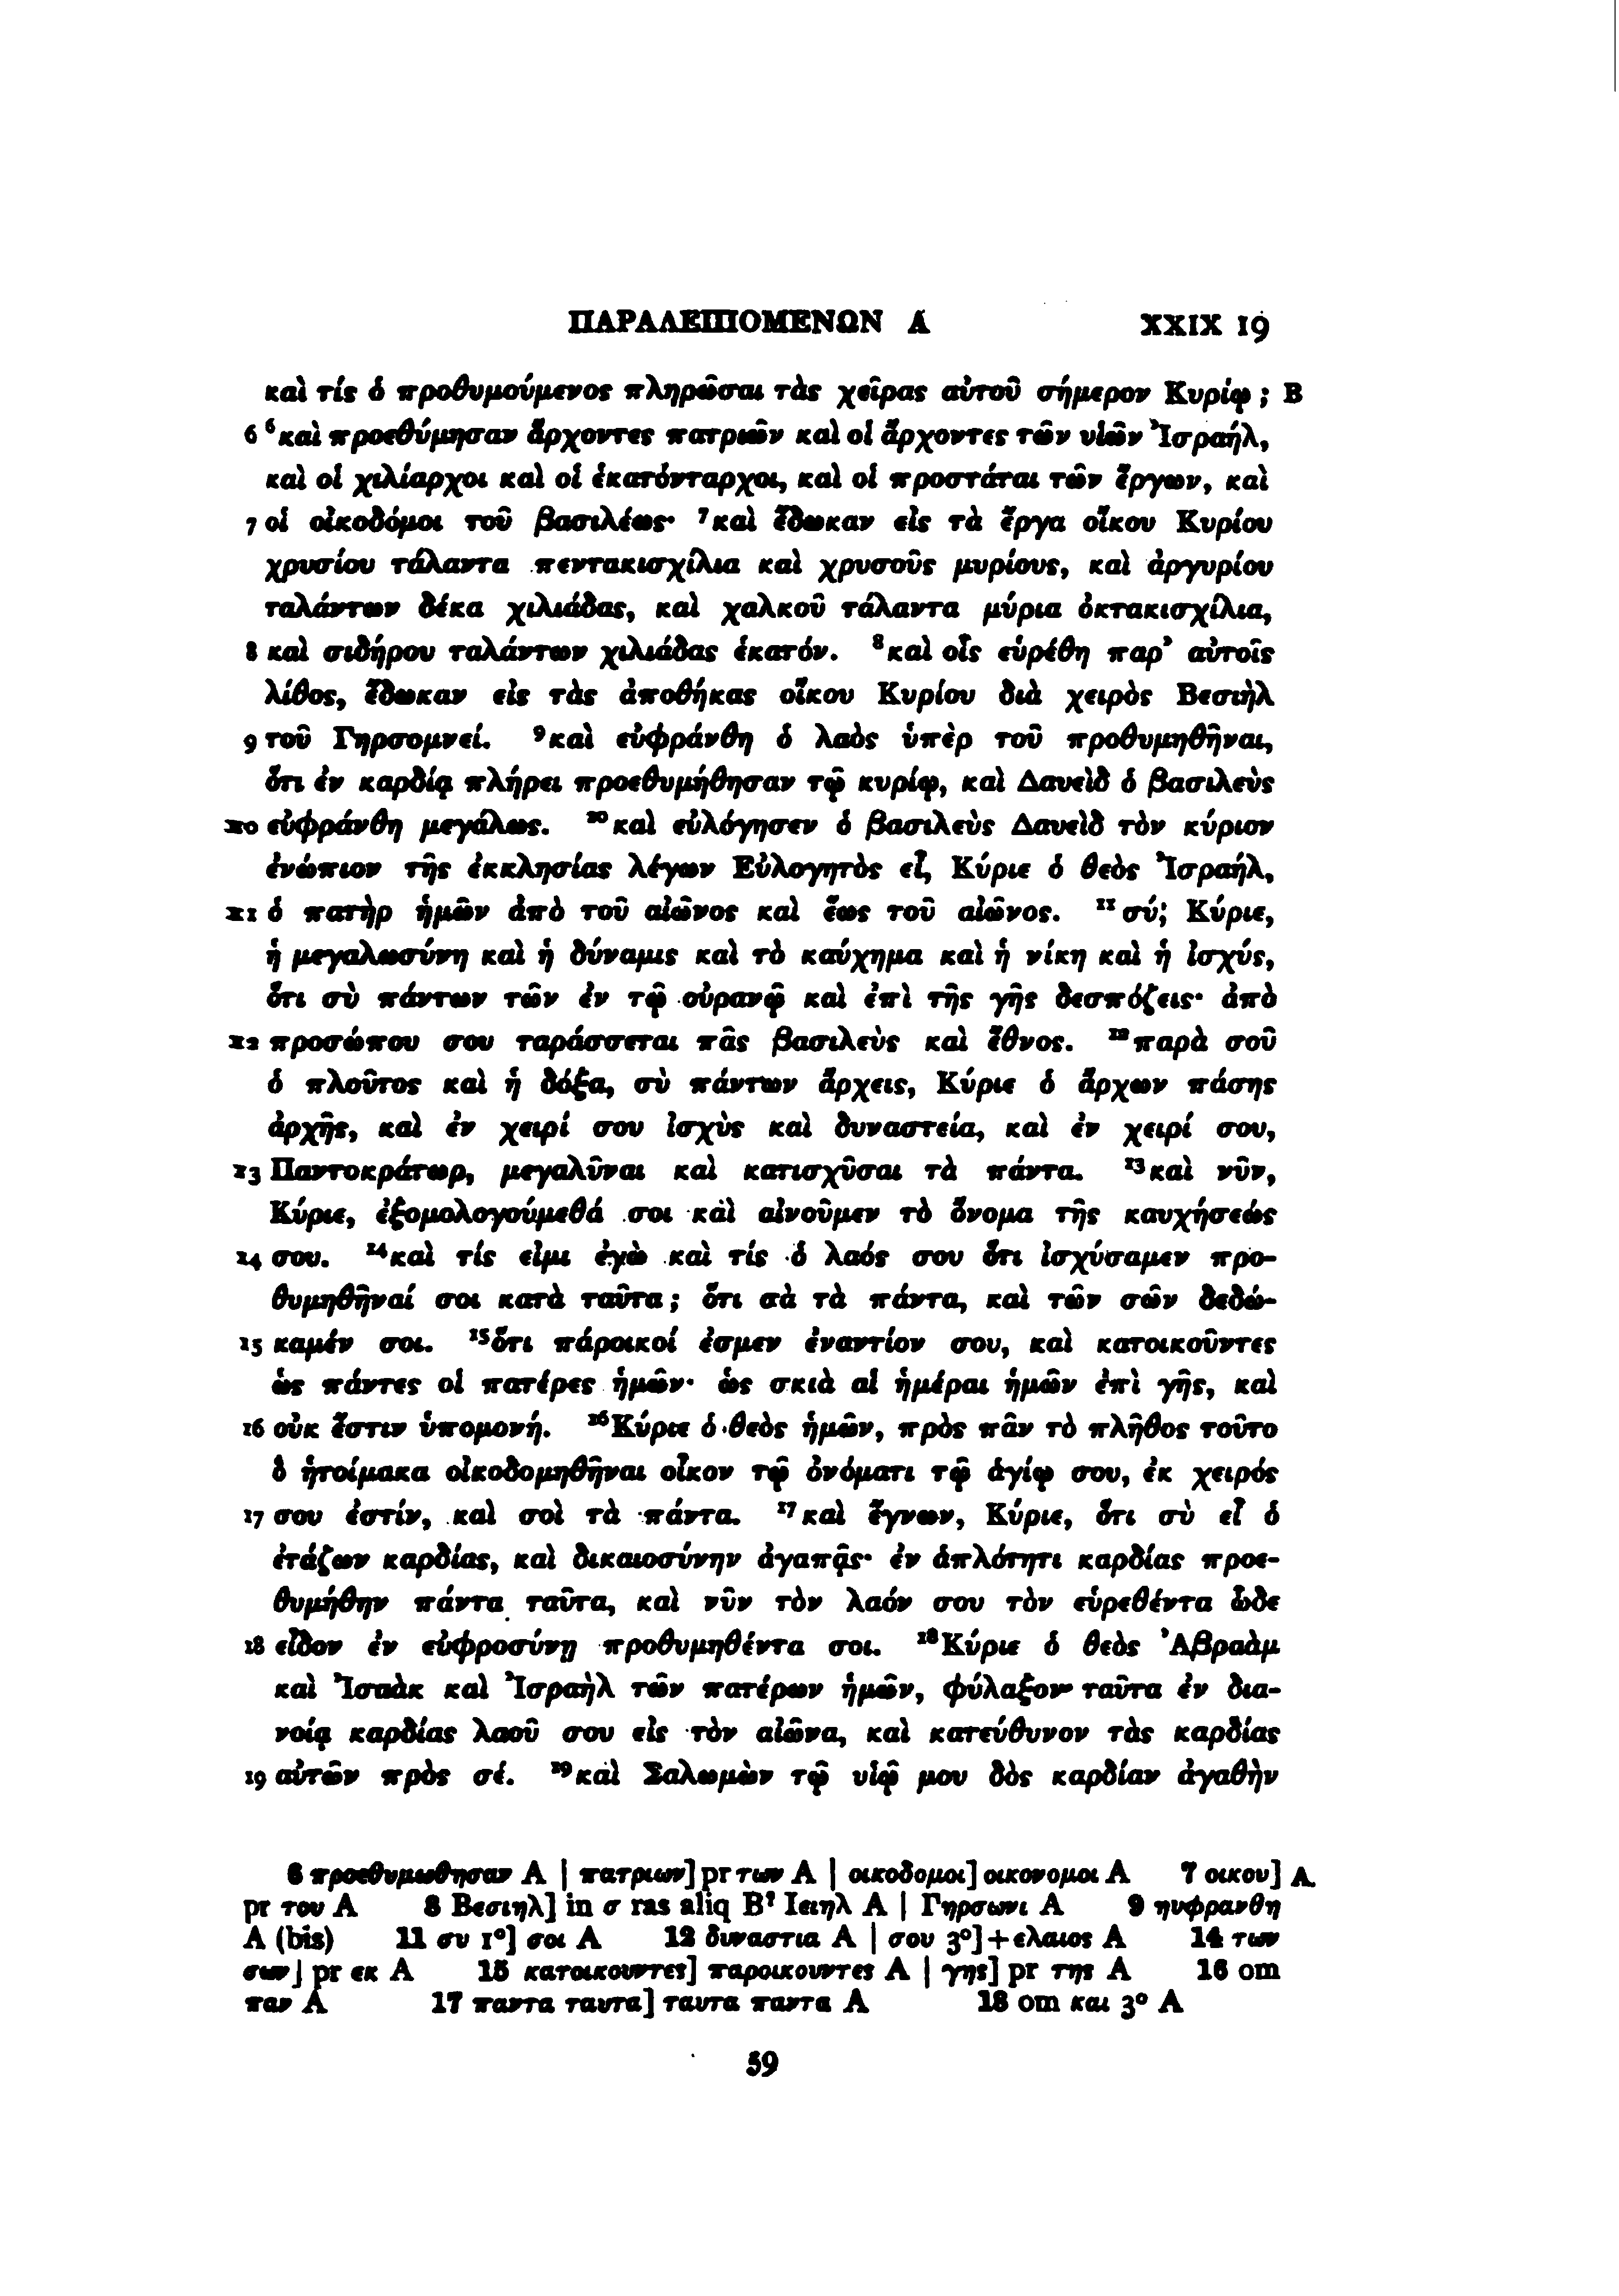 ΠΑΡΑΛΕΙΠΟΜΕΝΩΝ Α XXIX 19
καὶ τίς ὁ προθυμούμενος πληρῶσαι τὰς χεῖρας αὐτοῦ σήμερον Κυρίῳ; B
6 ⁶καὶ προεθύμησαν ἄρχοντες πατριῶν καὶ οἱ ἄρχοντες τῶν υἱῶν Ἰσραήλ,
καὶ οἱ χιλίαρχοι καὶ οἱ ἑκατόνταρχοι, καὶ οἱ προστάται τῶν ἔργων, καὶ
7 οἱ οἰκοδόμοι τοῦ βασιλέως· ⁷καὶ ἔδωκαν εἰς τὰ ἔργα οἴκου Κυρίου
χρυσίου τάλαντα πεντακισχίλια καὶ χρυσοῦς μυρίους, καὶ ἀργυρίου
ταλάντων δέκα χιλιάδας, καὶ χαλκοῦ τάλαντα μύρια ὀκτακισχίλια,
8 καὶ σιδήρου ταλάντων χιλιάδας ἑκατόν. ⁸καὶ οἷς εὑρέθη παρ’ αὐτοῖς
λίθος, ἔδωκαν εἰς τὰς ἀποθήκας οἴκου Κυρίου διὰ χειρὸς Βεσιὴλ
9 τοῦ Γηρσομνεί. ⁹καὶ εὐφράνθη ὁ λαὸς ὑπὲρ τοῦ προθυμηθῆναι,
ὅτι ἐν καρδίᾳ πλήρει προεθυμήθησαν τῷ κυρίῳ, καὶ Δαυεὶδ ὁ βασιλεὺς
10 εὐφράνθη μεγάλως. ¹⁰καὶ εὐλόγησεν ὁ βασιλεὺς Δαυεὶδ τὸν κύριον
ἐνώπιον τῆς ἐκκλησίας λέγων Εὐλογητὸς εἶ, Κύριε ὁ θεὸς Ἰσραήλ,
11 ὁ πατὴρ ἡμῶν ἀπὸ τοῦ αἰῶνος καὶ ἕως τοῦ αἰῶνος. ¹¹σύ, Κύριε,
ἡ μεγαλωσύνη καὶ ἡ δύναμις καὶ τὸ καύχημα καὶ ἡ νίκη καὶ ἡ ἰσχύς,
ὅτι σὺ πάντων τῶν ἐν τῷ οὐρανῷ καὶ ἐπὶ τῆς γῆς δεσπόζεις· ἀπὸ
12 προσώπου σου ταράσσεται πᾶς βασιλεὺς καὶ ἔθνος. ¹²παρὰ σοῦ
ὁ πλοῦτος καὶ ἡ δόξα, σὺ πάντων ἄρχεις, Κύριε ὁ ἄρχων πάσης
ἀρχῆς, καὶ ἐν χειρί σου ἰσχὺς καὶ δυναστεία, καὶ ἐν χειρί σου,
13 Παντοκράτωρ, μεγαλῦναι καὶ κατισχῦσαι τὰ πάντα. ¹³καὶ νῦν,
Κύριε, ἐξομολογούμεθά σοι καὶ αἰνοῦμεν τὸ ὄνομα τῆς καυχήσεώς
14 σου. ¹⁴καὶ τίς εἰμι ἐγὼ καὶ τίς ὁ λαός σου ὅτι ἰσχύσαμεν προ-
θυμηθῆναί σοι κατὰ ταῦτα; ὅτι σὰ τὰ πάντα, καὶ τῶν σῶν δεδώ-
15 καμέν σοι. ¹⁵ὅτι πάροικοί ἐσμεν ἐναντίον σου, καὶ κατοικοῦντες
ὡς πάντες οἱ πατέρες ἡμῶν· ὡς σκιὰ αἱ ἡμέραι ἡμῶν ἐπὶ γῆς, καὶ
16 οὐκ ἔστιν ὑπομονή. ¹⁶Κύριε ὁ θεὸς ἡμῶν, πρὸς πᾶν τὸ πλῆθος τοῦτο
ὃ ἡτοίμακα οἰκοδομηθῆναι οἶκον τῷ ὀνόματι τῷ ἁγίῳ σου, ἐκ χειρός
17 σου ἐστίν, καὶ σοὶ τὰ πάντα. ¹⁷καὶ ἔγνων, Κύριε, ὅτι σὺ εἶ ὁ
ἐτάζων καρδίας, καὶ δικαιοσύνην ἀγαπᾷς· ἐν ἁπλότητι καρδίας προε-
θυμήθην πάντα ταῦτα, καὶ νῦν τὸν λαόν σου τὸν εὑρεθέντα ὧδε
18 εἶδον ἐν εὐφροσύνῃ προθυμηθέντα σοι. ¹⁸Κύριε ὁ θεὸς Ἀβραὰμ
καὶ Ἰσαὰκ καὶ Ἰσραὴλ τῶν πατέρων ἡμῶν, φύλαξον ταῦτα ἐν δια-
νοίᾳ καρδίας λαοῦ σου εἰς τὸν αἰῶνα, καὶ κατεύθυνον τὰς καρδίας
19 αὐτῶν πρὸς σέ. ¹⁹καὶ Σαλωμὼν τῷ υἱῷ μου δὸς καρδίαν ἀγαθὴν
6 προεθυμωθησαν A | πατριων] pr των A | οικοδομοι] οικονομοι A 7 οικου] A
pr του A 8 Βεσιηλ] in σ ras aliq B? Ιειηλ A | Γηρσωνι A 9 ηυφρανθη
A (bis) 11 συ 1°] σοι A 12 δυναστια A | σου 3°]+ελαιος A 14 των
σων] pr εκ A 15 κατοικουντες] παροικουντες A | γης] pr της A 16 om
παν A 17 παντα ταυτα] ταυτα παντα A 18 om και 3° A
59